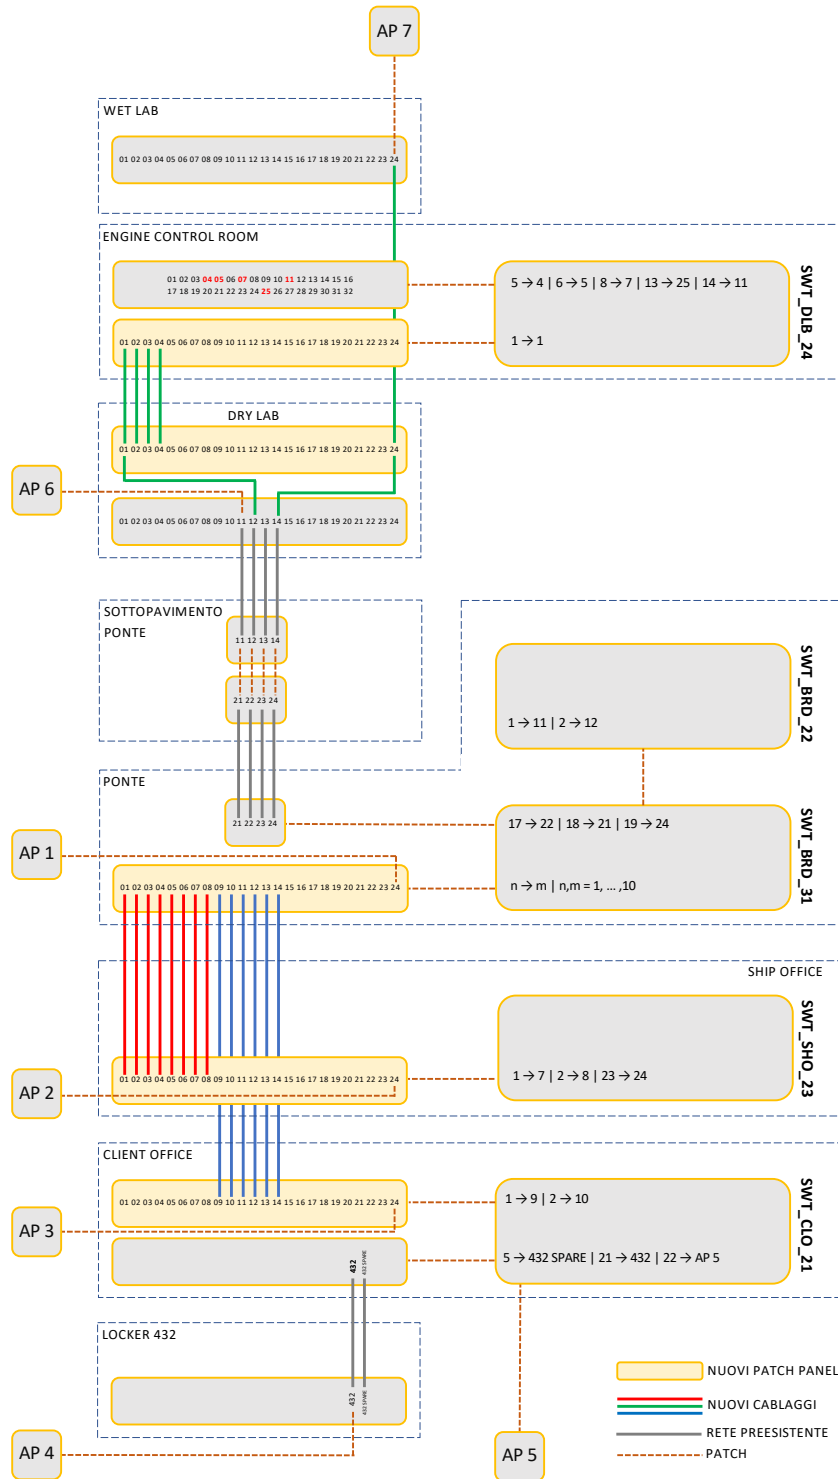 AP 7
WET LAB
01 02 03 04 05 06 07 08 09 10 11 12 13 14 15 16 17 18 19 20 21 22 23 24
ENGINE CONTROL ROOM
01 02 03 04 05 06 07 08 09 10 11 12 13 14 15 16
17 18 19 20 21 22 23 24 25 26 27 28 29 30 31 32
5 → 4 | 6 → 5 | 8 → 7 | 13 → 25 | 14 → 11
SWT_DLB_24
01 02 03 04 05 06 07 08 09 10 11 12 13 14 15 16 17 18 19 20 21 22 23 24
1 → 1
DRY LAB
01 02 03 04 05 06 07 08 09 10 11 12 13 14 15 16 17 18 19 20 21 22 23 24
AP 6
01 02 03 04 05 06 07 08 09 10 11 12 13 14 15 16 17 18 19 20 21 22 23 24
SOTTOPAVIMENTO
PONTE
11 12 13 14
21 22 23 24
SWT_BRD_22
1 → 11 | 2 → 12
PONTE
21 22 23 24
17 → 22 | 18 → 21 | 19 → 24
SWT_BRD_31
AP 1
01 02 03 04 05 06 07 08 09 10 11 12 13 14 15 16 17 18 19 20 21 22 23 24
n → m | n,m = 1, ... ,10
SHIP OFFICE
SWT_SHO_23
01 02 03 04 05 06 07 08 09 10 11 12 13 14 15 16 17 18 19 20 21 22 23 24
1 → 7 | 2 → 8 | 23 → 24
AP 2
CLIENT OFFICE
01 02 03 04 05 06 07 08 09 10 11 12 13 14 15 16 17 18 19 20 21 22 23 24
1 → 9 | 2 → 10
SWT_CLO_21
AP 3
432
432 SPARE
5 → 432 SPARE | 21 → 432 | 22 → AP 5
LOCKER 432
432
432 SPARE
AP 4
AP 5
NUOVI PATCH PANEL
NUOVI CABLAGGI
RETE PREESISTENTE
PATCH